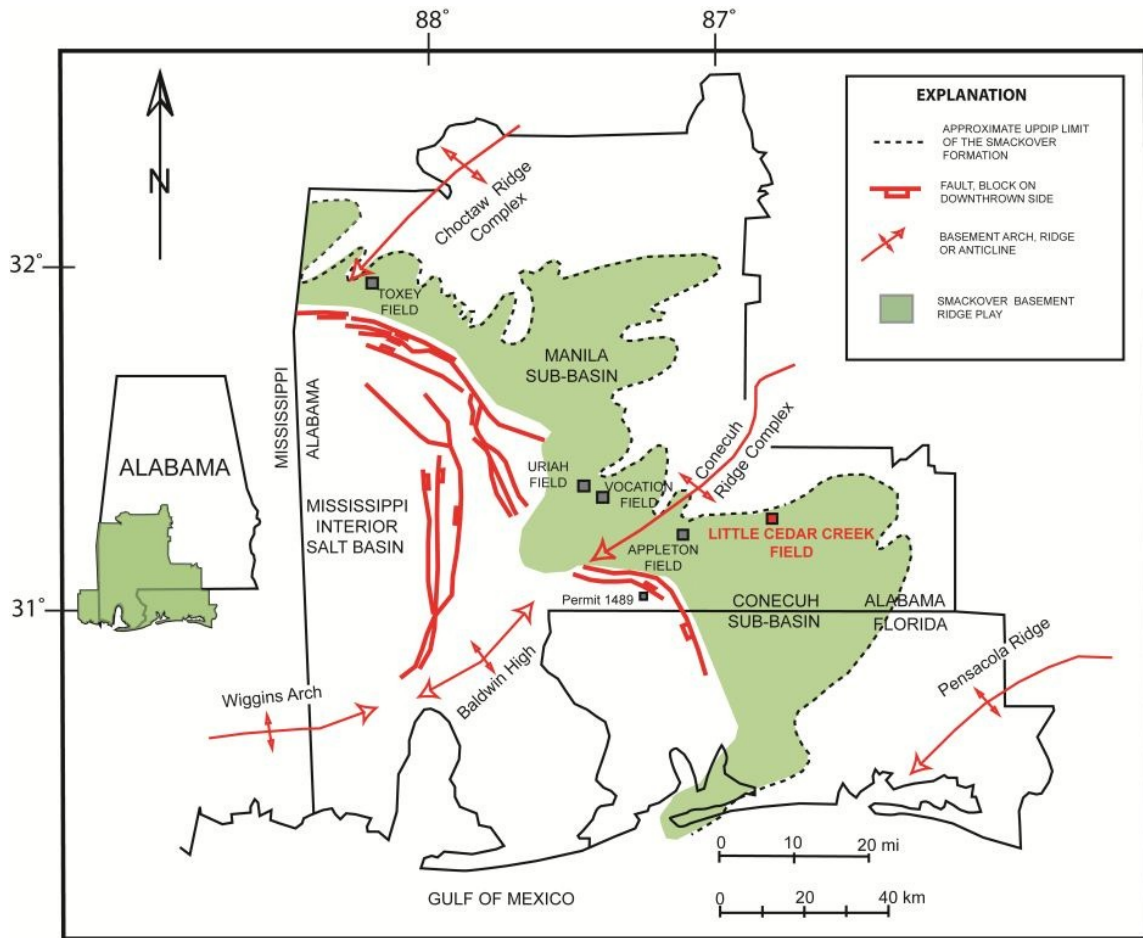 88°
87°
N
EXPLANATION
APPROXIMATE UPDIP LIMIT
OF THE SMACKOVER
FORMATION
FAULT, BLOCK ON
DOWNTHROWN SIDE
BASEMENT ARCH, RIDGE
OR ANTICLINE
SMACKOVER BASEMENT
RIDGE PLAY
Choctaw Ridge
Complex
32°
TOXEY
FIELD
MANILA
SUB-BASIN
MISSISSIPPI
ALABAMA
ALABAMA
Conecuh
Ridge Complex
URIAH
FIELD
VOCATION
FIELD
MISSISSIPPI
INTERIOR
SALT BASIN
LITTLE CEDAR CREEK
FIELD
APPLETON
FIELD
31°
Permit 1489
CONECUH
SUB-BASIN
ALABAMA
FLORIDA
Wiggins Arch
Baldwin High
Pensacola Ridge
0 10 20 mi
0 20 40 km
GULF OF MEXICO